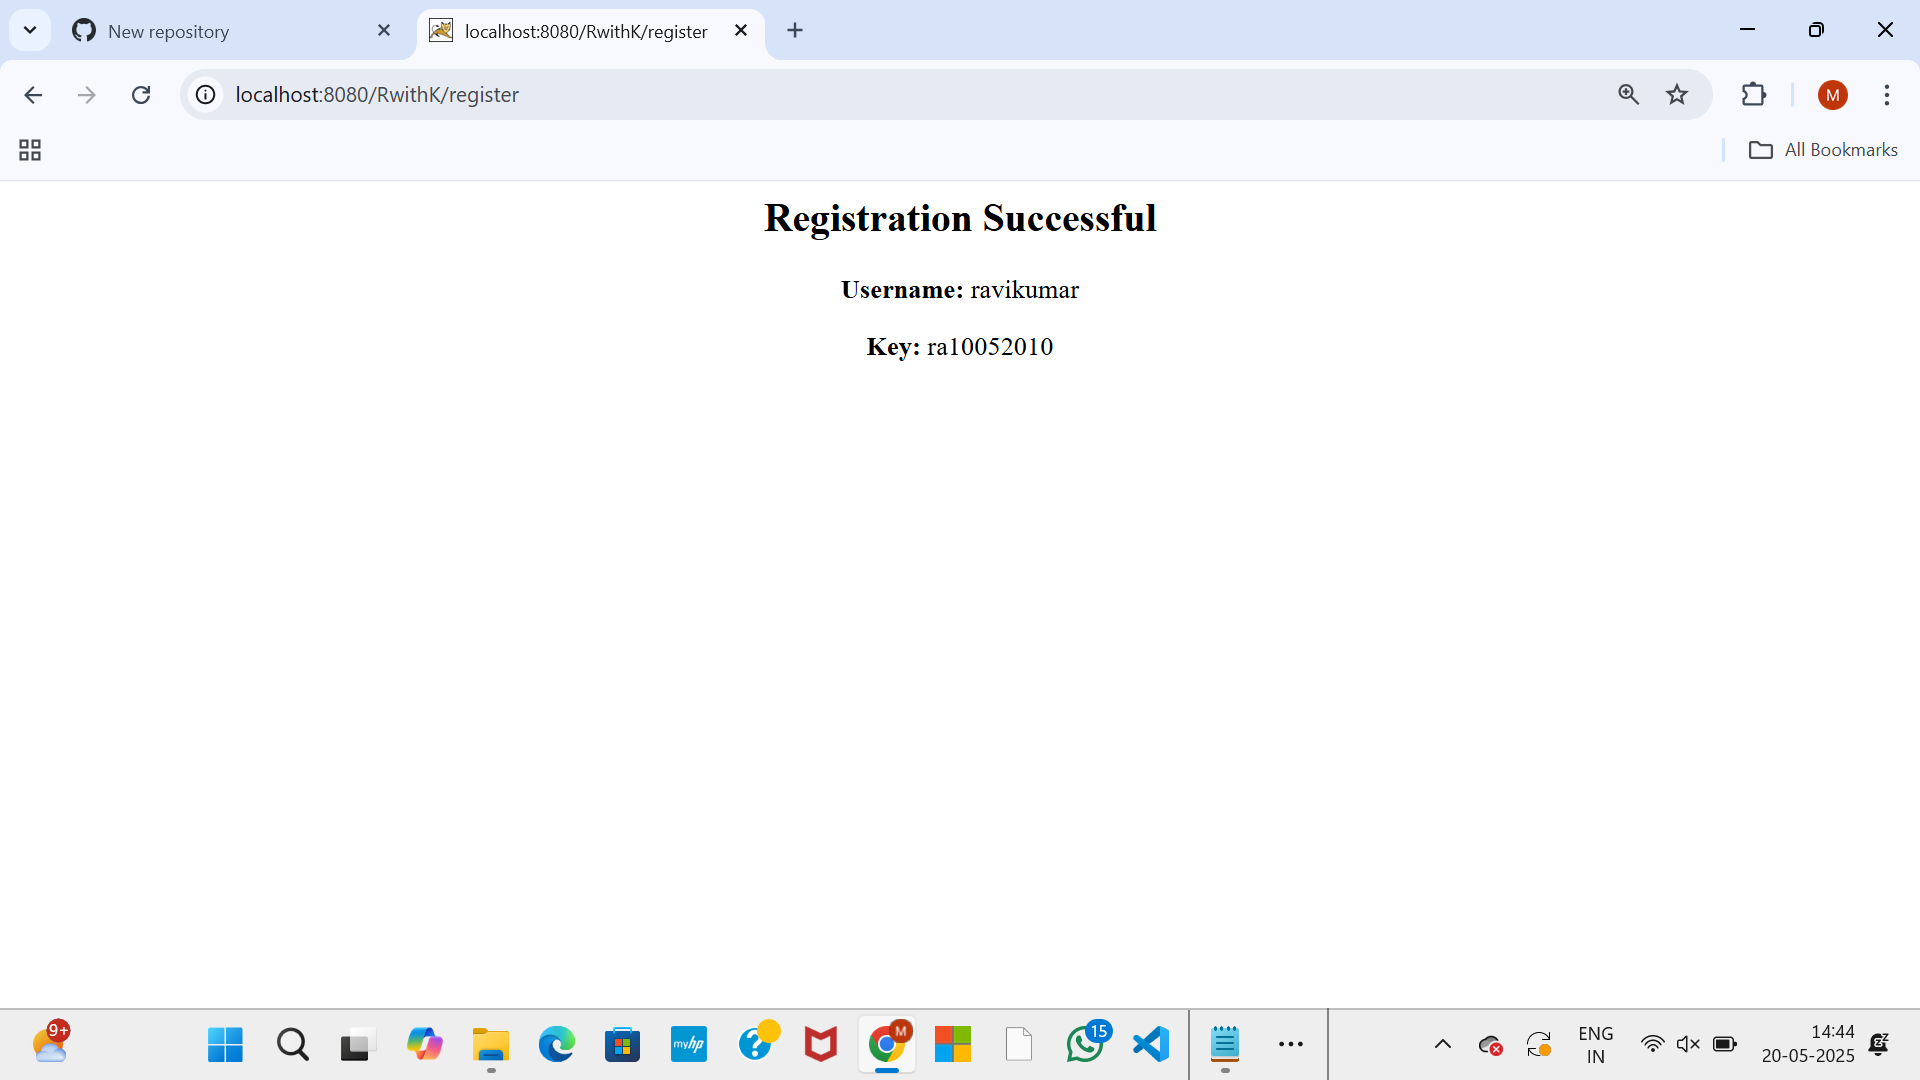 New repository
localhost:8080/RwithK/register
localhost:8080/RwithK/register
M
All Bookmarks
Registration Successful
Username: ravikumar
Key: ra10052010
9+
myhp
?
M
15
ENG
IN
14:44
20-05-2025